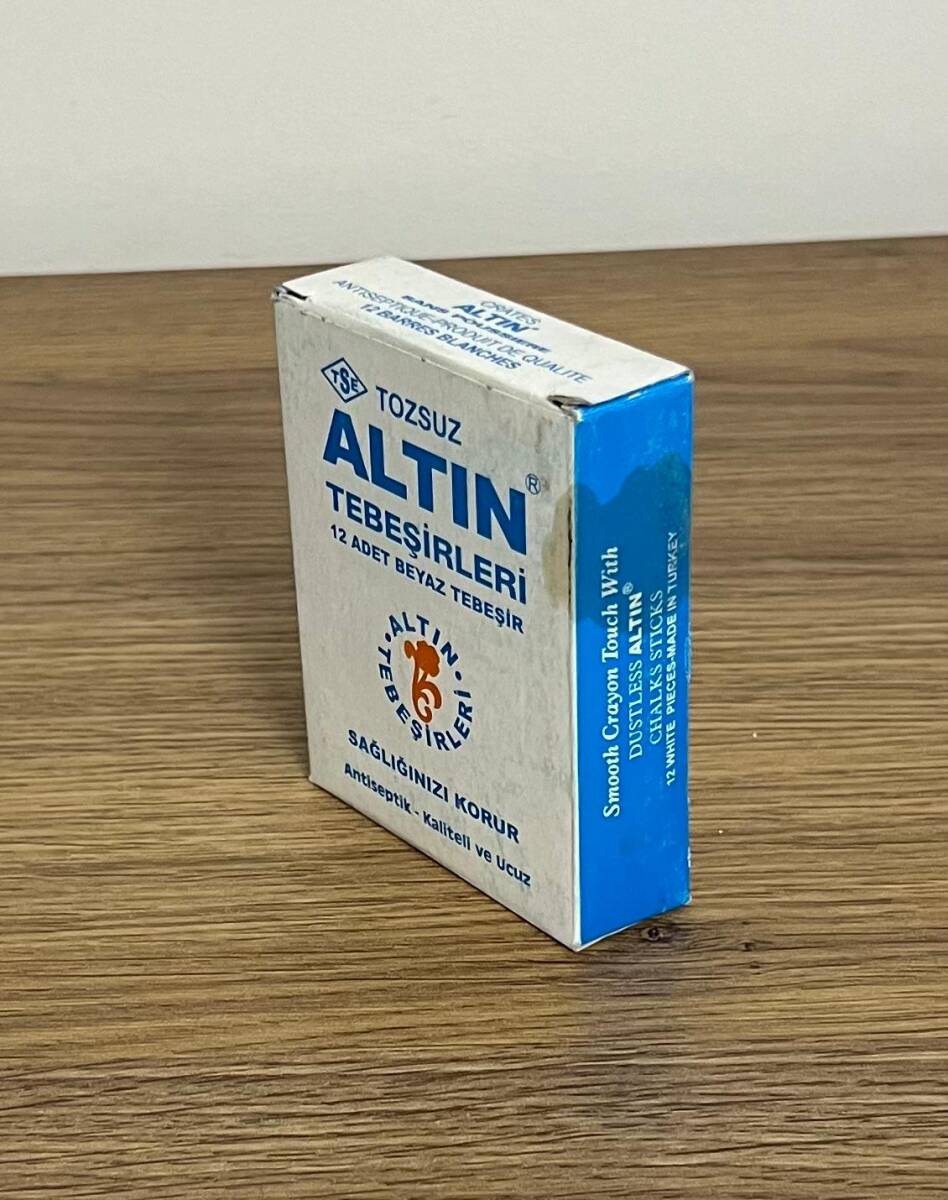 CRAIES
ALTIN
SANS POUSSIERE
ANTISEPTIQUE-PRODUIT DE QUALITE
12 BARRES BLANCHES
TSE
TOZSUZ
ALTIN®
TEBEŞİRLERİ
12 ADET BEYAZ TEBEŞİR
ALTIN
TEBEŞİRLERİ
SAĞLIĞINIZI KORUR
Antiseptik - Kaliteli ve Ucuz
Smooth Crayon Touch With
DUSTLESS ALTIN®
CHALKS STICKS
12 WHITE PIECES-MADE IN TURKEY